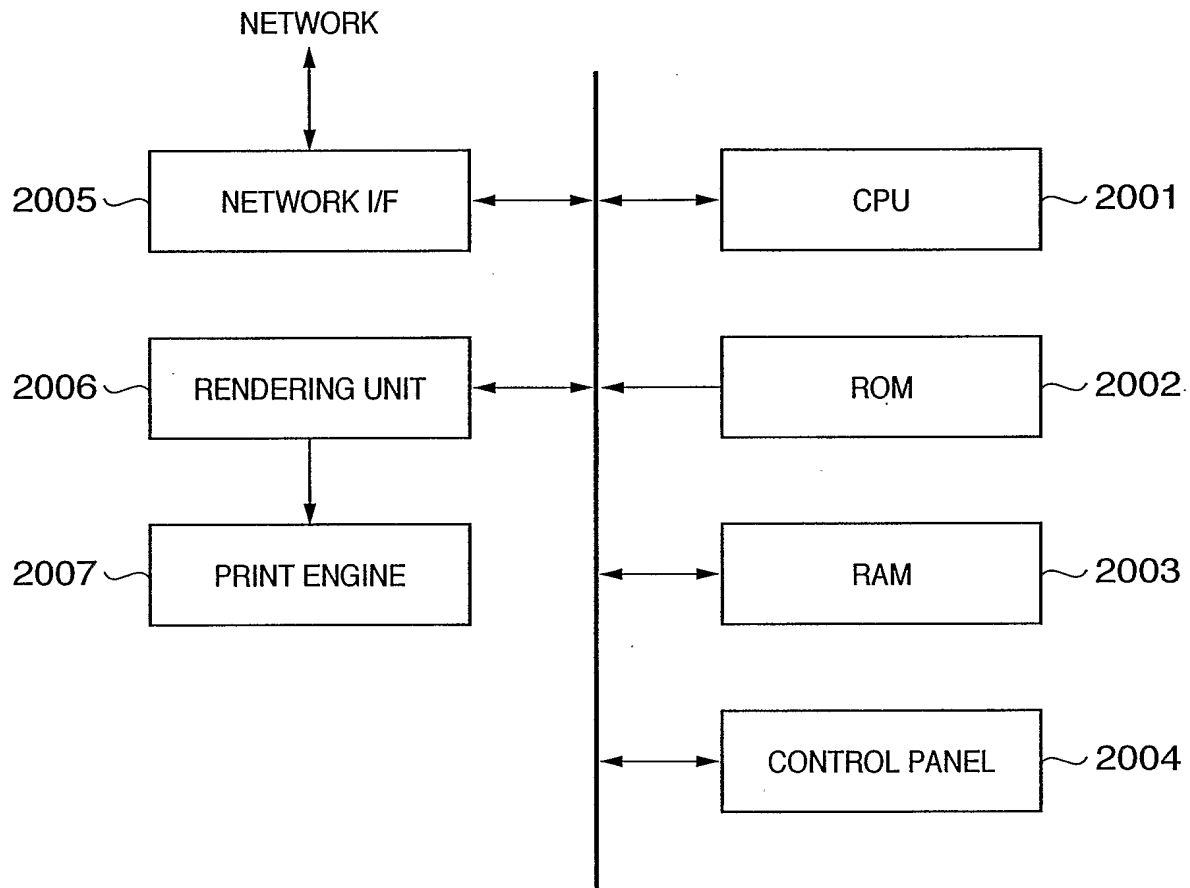 NETWORK
2005 NETWORK I/F
CPU 2001
2006 RENDERING UNIT
ROM 2002
2007 PRINT ENGINE
RAM 2003
CONTROL PANEL 2004